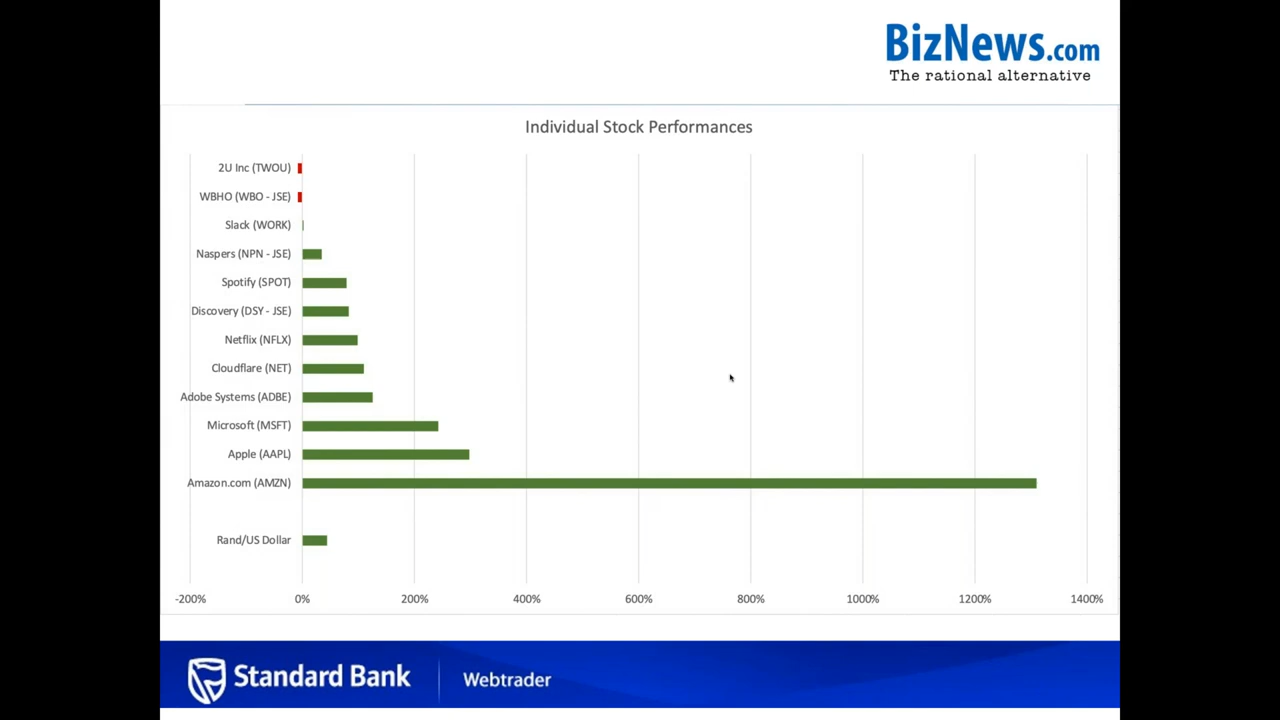 BizNews.com
The rational alternative
Individual Stock Performances
2U Inc (TWOU)
WBHO (WBO - JSE)
Slack (WORK)
Naspers (NPN - JSE)
Spotify (SPOT)
Discovery (DSY - JSE)
Netflix (NFLX)
Cloudflare (NET)
Adobe Systems (ADBE)
Microsoft (MSFT)
Apple (AAPL)
Amazon.com (AMZN)
Rand/US Dollar
-200% 0% 200% 400% 600% 800% 1000% 1200% 1400%
Standard Bank Webtrader